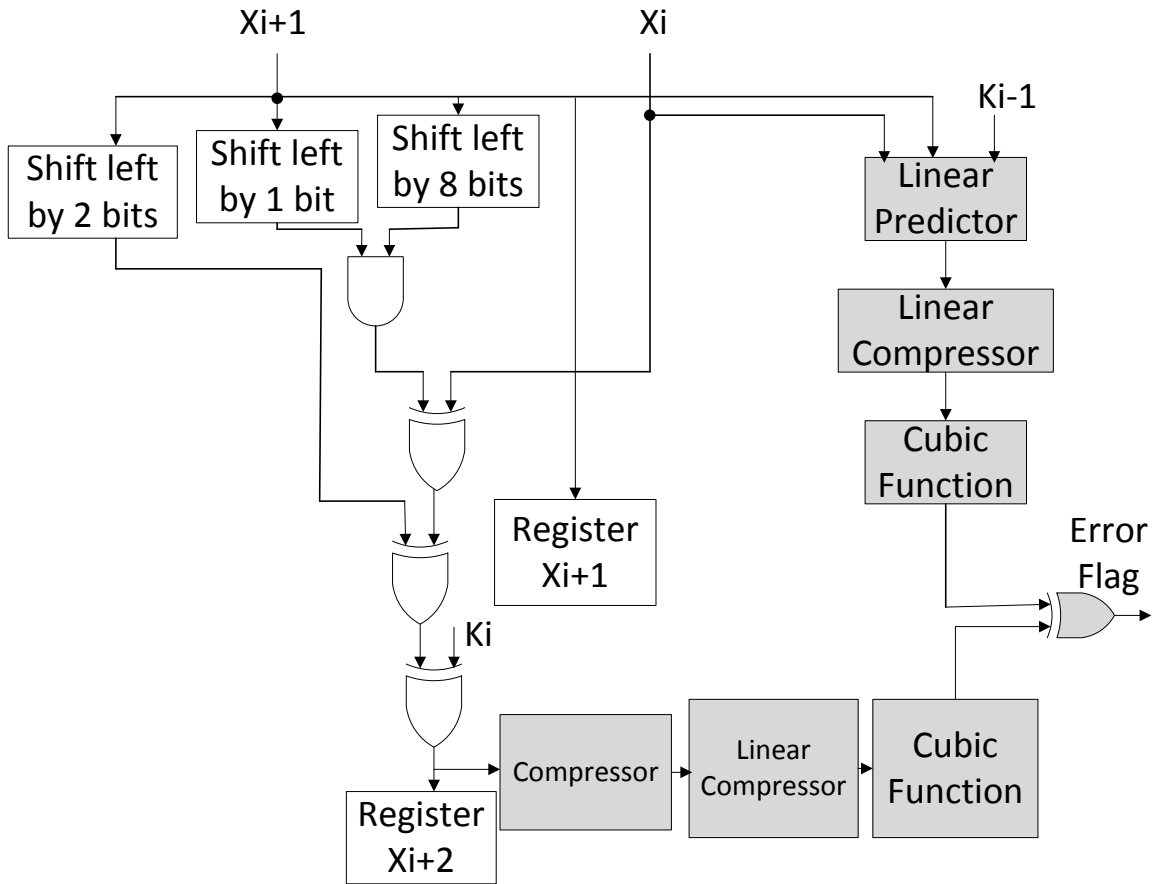 Xi+1
Xi
Ki-1
Shift left
by 2 bits
Shift left
by 1 bit
Shift left
by 8 bits
Linear
Predictor
Linear
Compressor
Cubic
Function
Register
Xi+1
Error
Flag
Ki
Compressor
Linear
Compressor
Cubic
Function
Register
Xi+2